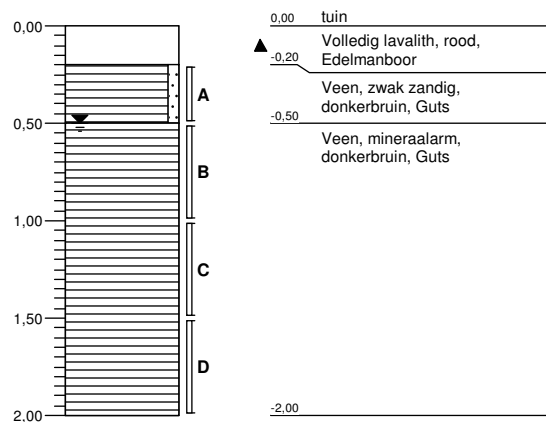 0,00
0,50
1,00
1,50
2,00
A
B
C
D
0,00 tuin
Volledig lavalith, rood,
Edelmanboor
-0,20
Veen, zwak zandig,
donkerbruin, Guts
-0,50
Veen, mineraalarm,
donkerbruin, Guts
-2,00